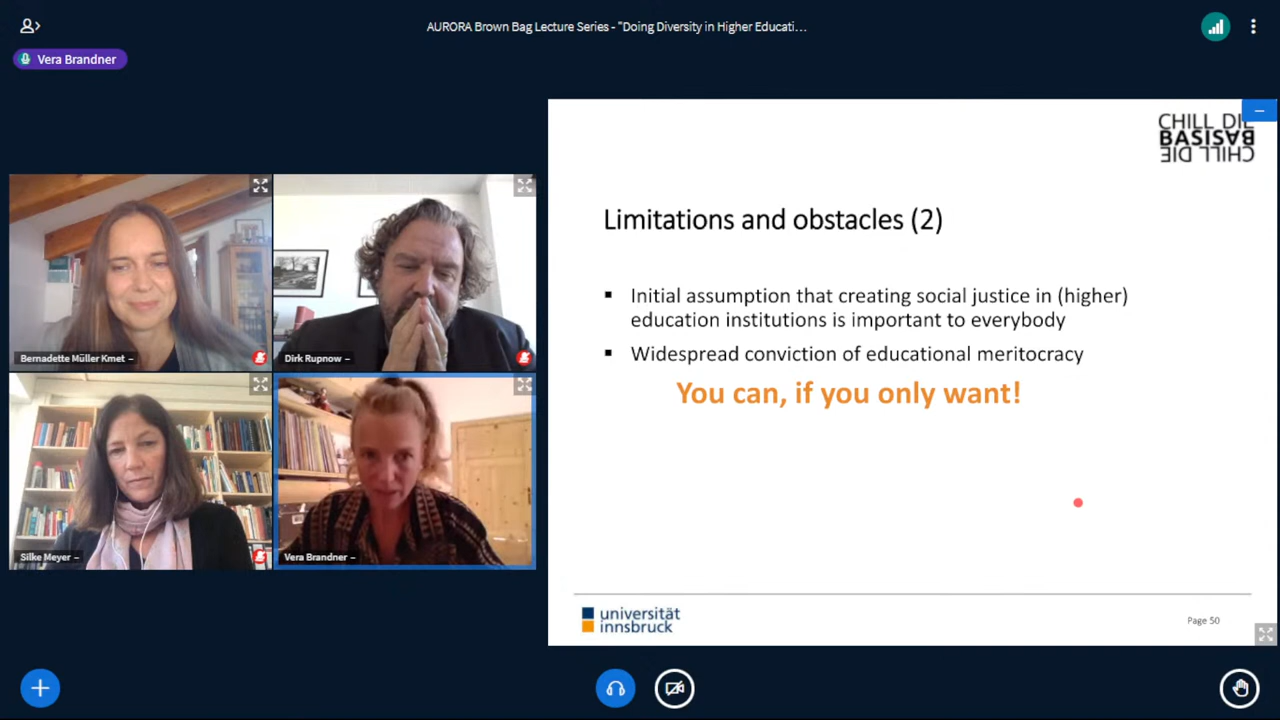 AURORA Brown Bag Lecture Series - "Doing Diversity in Higher Educati...
Vera Brandner
Bernadette Müller Kmet –
Dirk Rupnow –
Silke Meyer –
Vera Brandner –
CHILL DIE
BASIS
CHILL DIE
Limitations and obstacles (2)
▪ Initial assumption that creating social justice in (higher)
education institutions is important to everybody
▪ Widespread conviction of educational meritocracy
You can, if you only want!
universität
innsbruck
Page 50